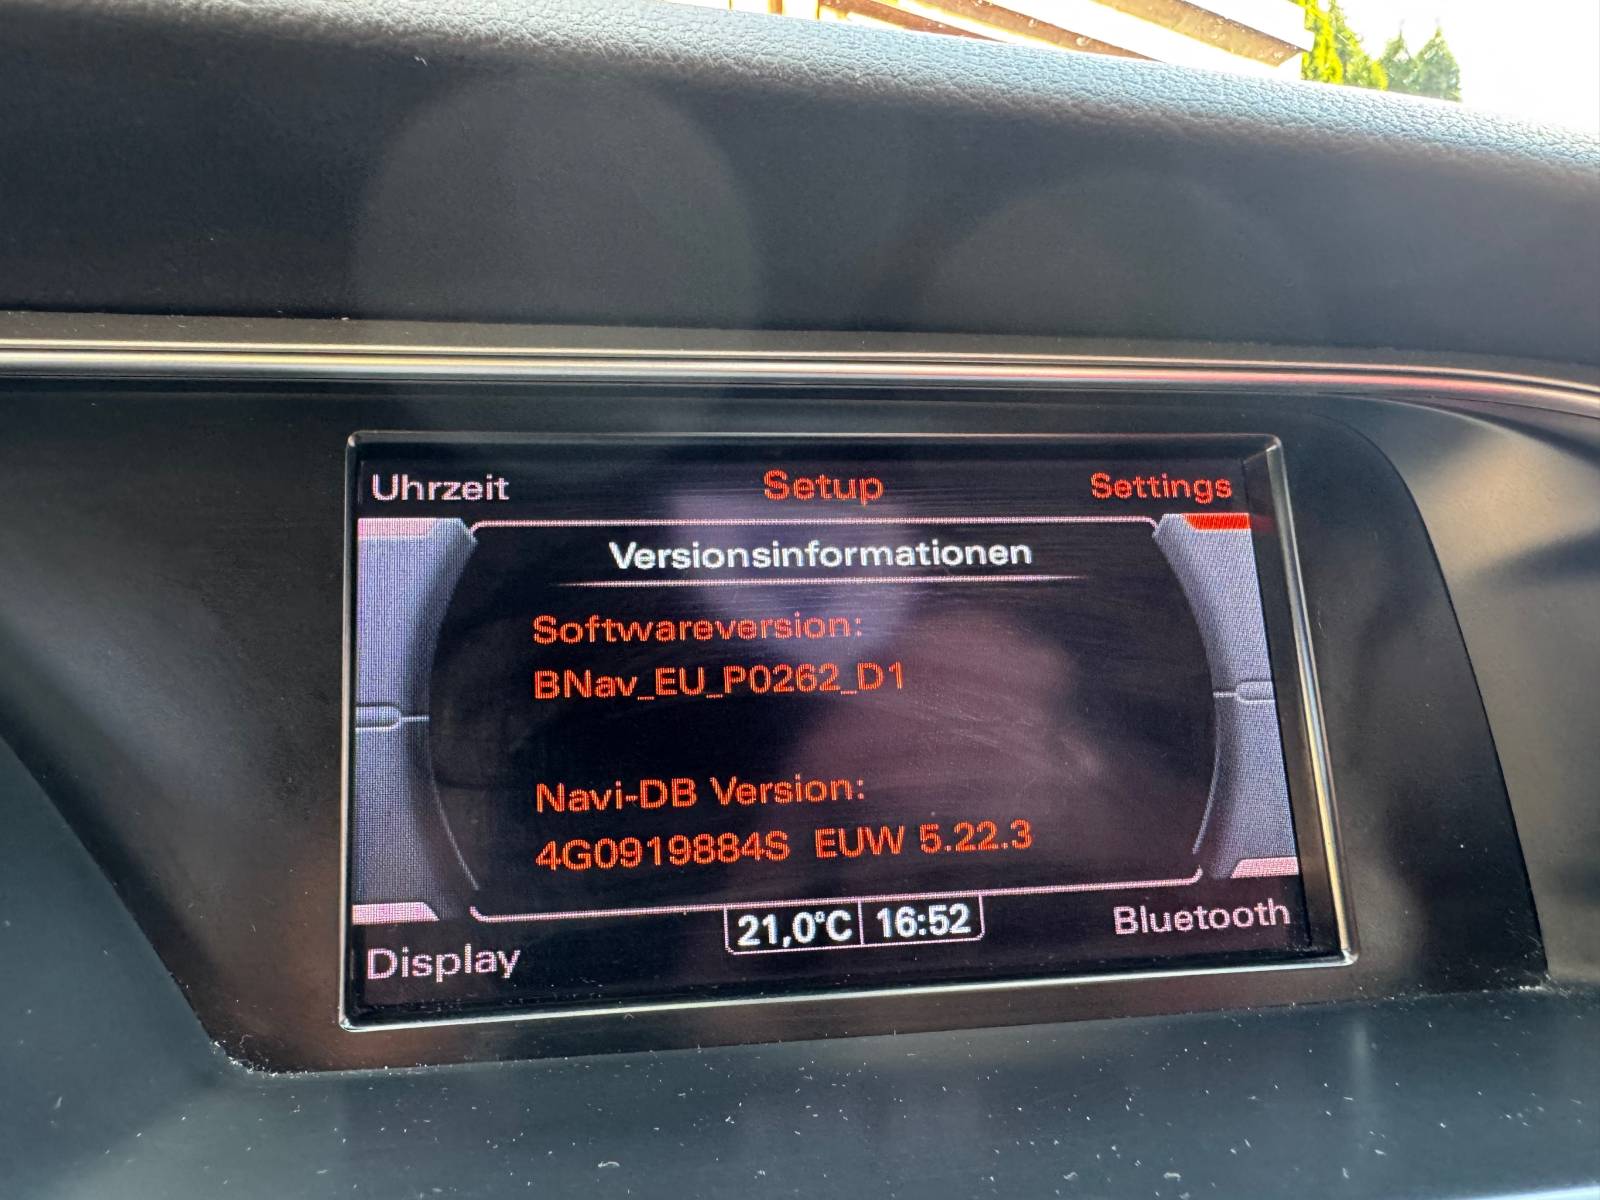 Uhrzeit Setup Settings
Versionsinformationen
Softwareversion:
BNav_EU_P0262_D1
Navi-DB Version:
4G0919884S EUW 5.22.3
21,0°C 16:52
Display Bluetooth